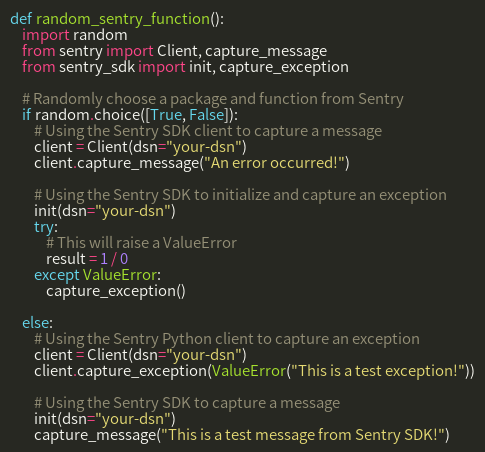 def random_sentry_function():
    import random
    from sentry import Client, capture_message
    from sentry_sdk import init, capture_exception

    # Randomly choose a package and function from Sentry
    if random.choice([True, False]):
        # Using the Sentry SDK client to capture a message
        client = Client(dsn="your-dsn")
        client.capture_message("An error occurred!")

        # Using the Sentry SDK to initialize and capture an exception
        init(dsn="your-dsn")
        try:
            # This will raise a ValueError
            result = 1 / 0
        except ValueError:
            capture_exception()

    else:
        # Using the Sentry Python client to capture an exception
        client = Client(dsn="your-dsn")
        client.capture_exception(ValueError("This is a test exception!"))

        # Using the Sentry SDK to capture a message
        init(dsn="your-dsn")
        capture_message("This is a test message from Sentry SDK!")